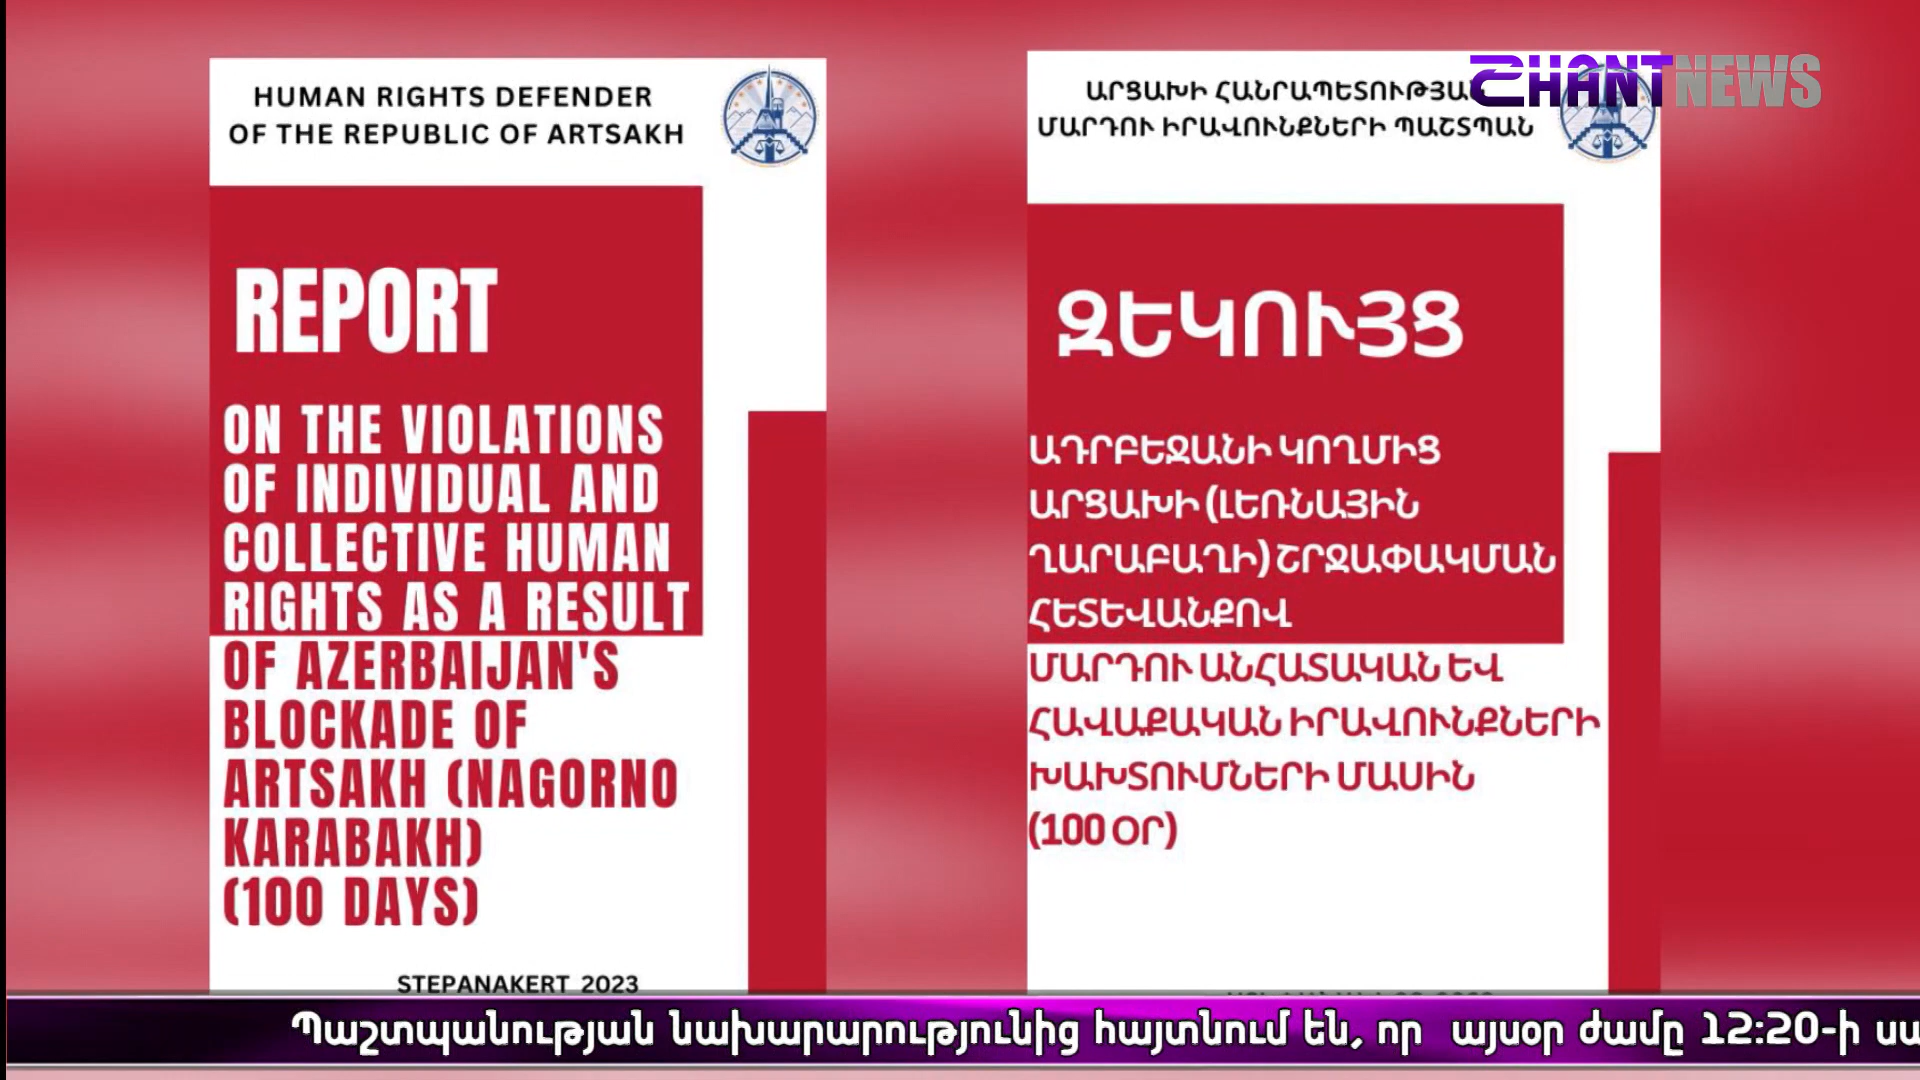 HUMAN RIGHTS DEFENDER
OF THE REPUBLIC OF ARTSAKH
REPORT
ON THE VIOLATIONS
OF INDIVIDUAL AND
COLLECTIVE HUMAN
RIGHTS AS A RESULT
OF AZERBAIJAN'S
BLOCKADE OF
ARTSAKH (NAGORNO
KARABAKH)
(100 DAYS)
STEPANAKERT 2023
SHANTNEWS
ԱՐՑԱԽԻ ՀԱՆՐԱՊԵՏՈՒԹՅԱՆ
ՄԱՐԴՈՒ ԻՐԱՎՈՒՆՔՆԵՐԻ ՊԱՇՏՊԱՆ
ԶԵԿՈՒՅՑ
ԱԴՐԲԵՋԱՆԻ ԿՈՂՄԻՑ
ԱՐՑԱԽԻ (ԼԵՌՆԱՅԻՆ
ՂԱՐԱԲԱՂԻ) ՇՐՋԱՓԱԿՄԱՆ
ՀԵՏԵՎԱՆՔՈՎ
ՄԱՐԴՈՒ ԱՆՀԱՏԱԿԱՆ ԵՎ
ՀԱՎԱՔԱԿԱՆ ԻՐԱՎՈՒՆՔՆԵՐԻ
ԽԱԽՏՈՒՄՆԵՐԻ ՄԱՍԻՆ
(100 ՕՐ)
Պաշտպանության նախարարությունից հայտնում են, որ այսօր ժամը 12:20-ի սա